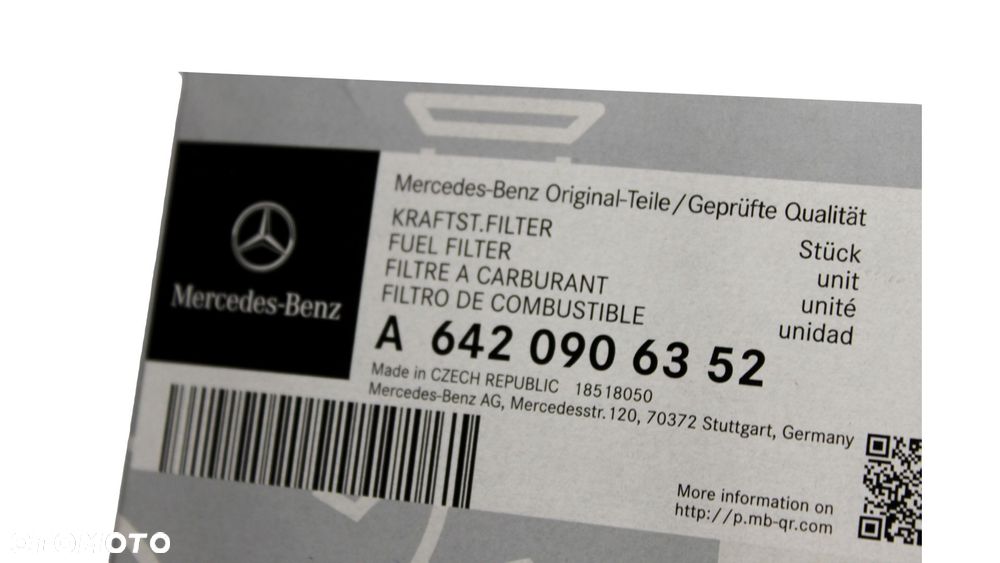 Mercedes-Benz Original-Teile/Geprüfte Qualität
KRAFTST.FILTER
FUEL FILTER
FILTRE A CARBURANT
FILTRO DE COMBUSTIBLE
Stück
unit
unité
unidad
Mercedes-Benz
A 642 090 63 52
Made in CZECH REPUBLIC 18518050
Mercedes-Benz AG, Mercedesstr. 120, 70372 Stuttgart, Germany
More information on
http://p.mb-qr.com
OTOMOTO